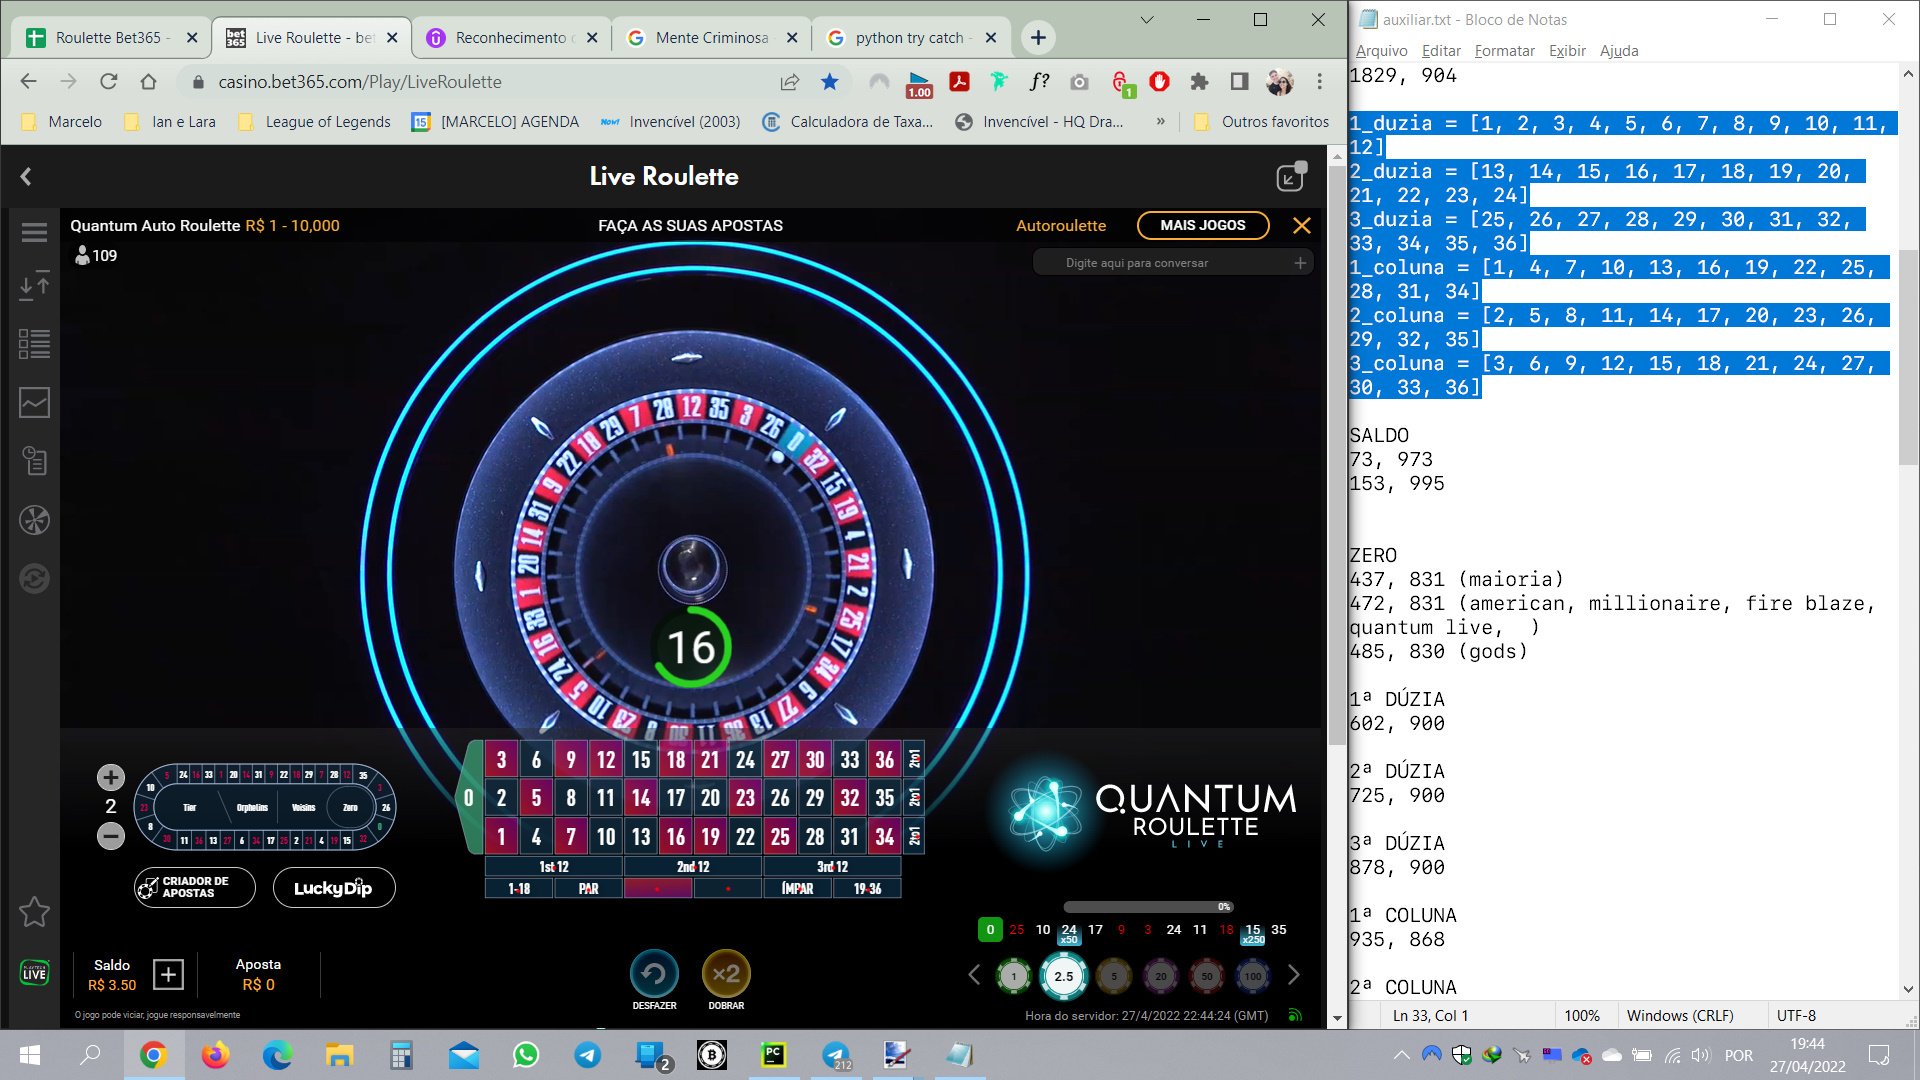 Roulette Bet365 -
Live Roulette - bet
Reconhecimento
Mente Criminosa
python try catch -
casino.bet365.com/Play/LiveRoulette
1.00
f?
1
Marcelo
Ian e Lara
League of Legends
15
[MARCELO] AGENDA
Now!
Invencível (2003)
Calculadora de Taxa...
Invencível - HQ Dra...
»
Outros favoritos
Live Roulette
Quantum Auto Roulette R$ 1 - 10,000
FAÇA AS SUAS APOSTAS
Autoroulette
MAIS JOGOS
109
Digite aqui para conversar
16
3 6 9 12 15 18 21 24 27 30 33 36 2to1
0
2 5 8 11 14 17 20 23 26 29 32 35 2to1
1 4 7 10 13 16 19 22 25 28 31 34 2to1
1st 12 2nd 12 3rd 12
1-18 PAR ÍMPAR 19-36
2
Tier
Orphelins
Voisins
Zero
CRIADOR DE
APOSTAS
LuckyDip
QUANTUM
ROULETTE
LIVE
0%
0 25 10 24 17 9 3 24 11 18 15 35
x50 x250
1 2.5 5 20 50 100
Saldo
R$ 3.50
Aposta
R$ 0
DESFAZER
x2
DOBRAR
PLAYTECH
LIVE
O jogo pode viciar, jogue responsavelmente
Hora do servidor: 27/4/2022 22:44:24 (GMT)
auxiliar.txt - Bloco de Notas
Arquivo Editar Formatar Exibir Ajuda
1829, 904
1_duzia = [1, 2, 3, 4, 5, 6, 7, 8, 9, 10, 11,
12]
2_duzia = [13, 14, 15, 16, 17, 18, 19, 20,
21, 22, 23, 24]
3_duzia = [25, 26, 27, 28, 29, 30, 31, 32,
33, 34, 35, 36]
1_coluna = [1, 4, 7, 10, 13, 16, 19, 22, 25,
28, 31, 34]
2_coluna = [2, 5, 8, 11, 14, 17, 20, 23, 26,
29, 32, 35]
3_coluna = [3, 6, 9, 12, 15, 18, 21, 24, 27,
30, 33, 36]
SALDO
73, 973
153, 995
ZERO
437, 831 (maioria)
472, 831 (american, millionaire, fire blaze,
quantum live,  )
485, 830 (gods)
1ª DÚZIA
602, 900
2ª DÚZIA
725, 900
3ª DÚZIA
878, 900
1ª COLUNA
935, 868
2ª COLUNA
Ln 33, Col 1
100%
Windows (CRLF)
UTF-8
2
PC
212
POR
19:44
27/04/2022